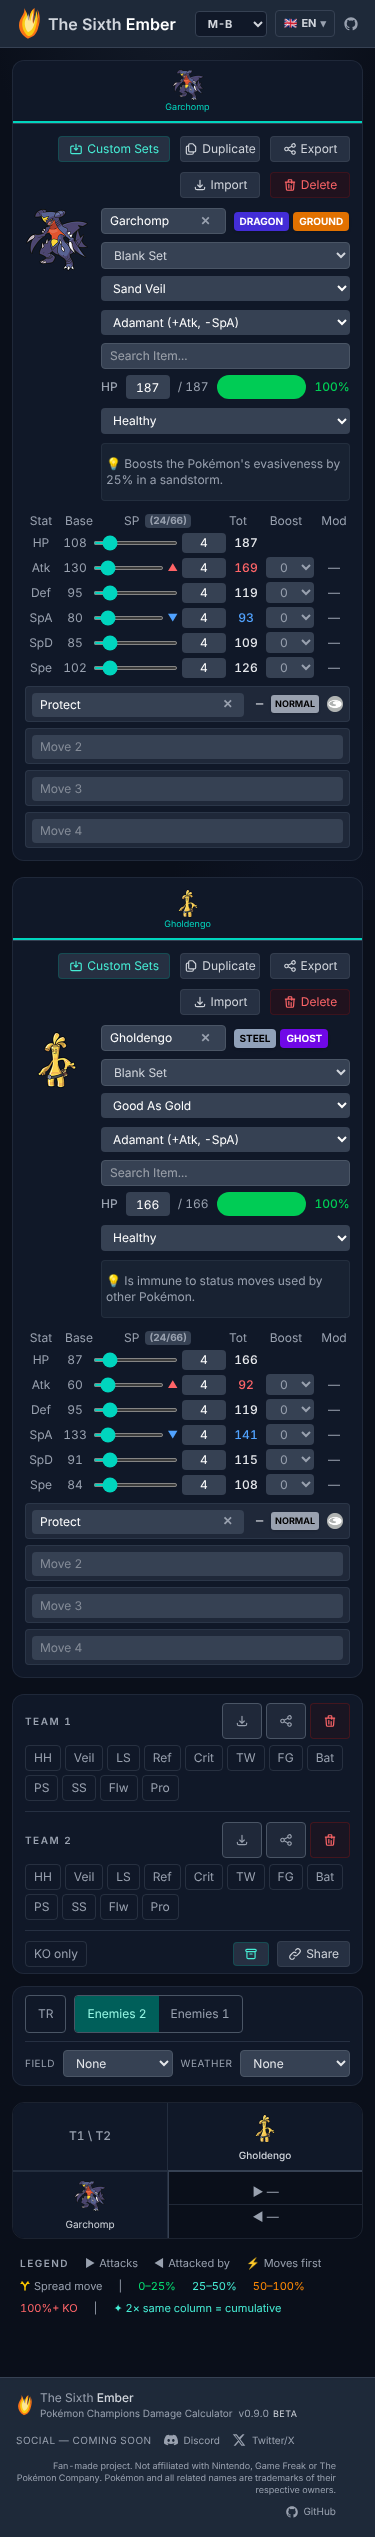 The Sixth Ember M-B EN
Garchomp
Custom Sets Duplicate Export
Import Delete
Garchomp × DRAGON GROUND
Blank Set
Sand Veil
Adamant (+Atk, -SpA)
Search Item...
HP 187 / 187 100%
Healthy
💡 Boosts the Pokémon's evasiveness by
25% in a sandstorm.
Stat Base SP (24/66) Tot Boost Mod
HP 108 4 187
Atk 130 ▲ 4 169 0 —
Def 95 4 119 0 —
SpA 80 ▼ 4 93 0 —
SpD 85 4 109 0 —
Spe 102 4 126 0 —
Protect × — NORMAL
Move 2
Move 3
Move 4
Gholdengo
Custom Sets Duplicate Export
Import Delete
Gholdengo × STEEL GHOST
Blank Set
Good As Gold
Adamant (+Atk, -SpA)
Search Item...
HP 166 / 166 100%
Healthy
💡 Is immune to status moves used by
other Pokémon.
Stat Base SP (24/66) Tot Boost Mod
HP 87 4 166
Atk 60 ▲ 4 92 0 —
Def 95 4 119 0 —
SpA 133 ▼ 4 141 0 —
SpD 91 4 115 0 —
Spe 84 4 108 0 —
Protect × — NORMAL
Move 2
Move 3
Move 4
TEAM 1
HH Veil LS Ref Crit TW FG Bat
PS SS Flw Pro
TEAM 2
HH Veil LS Ref Crit TW FG Bat
PS SS Flw Pro
KO only Share
TR Enemies 2 Enemies 1
FIELD None WEATHER None
T1 \ T2 Gholdengo
Garchomp ▶ —
◀ —
LEGEND ▶ Attacks ◀ Attacked by ⚡ Moves first
Spread move | 0–25% 25–50% 50–100%
100%+ KO | ✦ 2× same column = cumulative
The Sixth Ember
Pokémon Champions Damage Calculator v0.9.0 BETA
SOCIAL — COMING SOON Discord Twitter/X
Fan-made project. Not affiliated with Nintendo, Game Freak or The
Pokémon Company. Pokémon and all related names are trademarks of their
respective owners.
GitHub